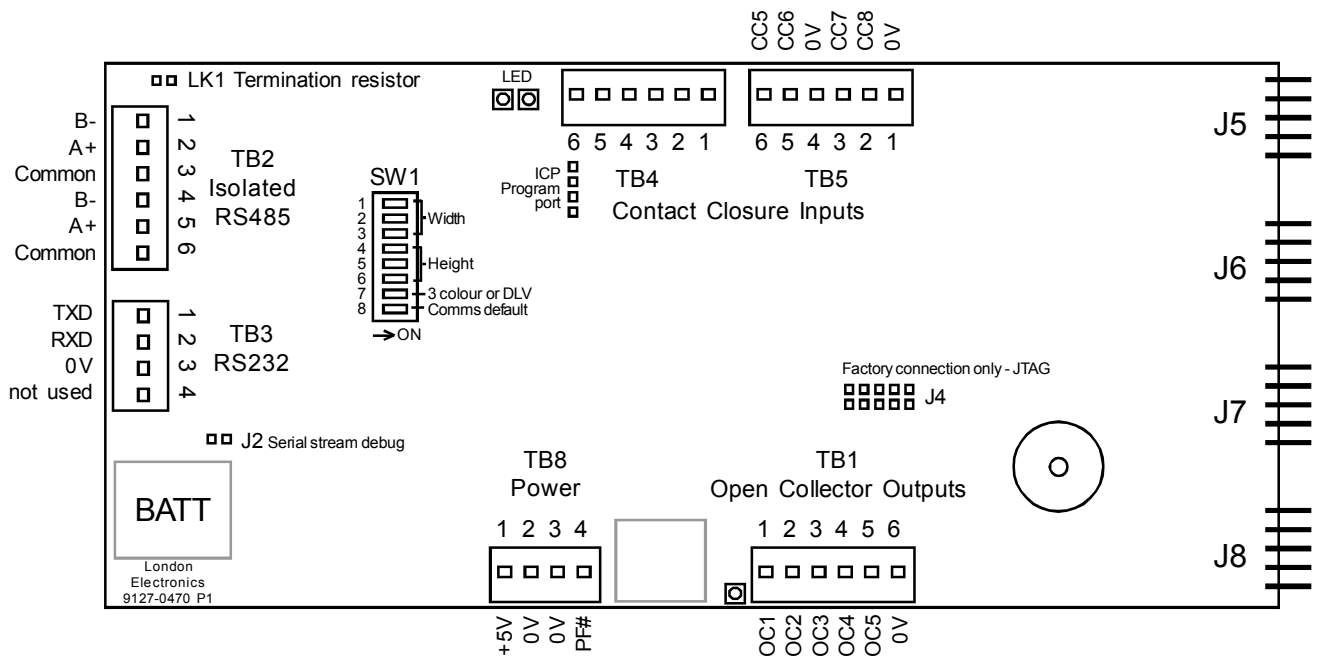 CC5
CC6
0V
CC7
CC8
0V
LK1 Termination resistor
LED
J5
B-
A+
Common
B-
A+
Common
1
2
3
4
5
6
TB2
Isolated
RS485
SW1
1
2
3
4
5
6
7
8
Width
Height
3 colour or DLV
Comms default
→ON
6 5 4 3 2 1
6 5 4 3 2 1
ICP
Program
port
TB4
TB5
Contact Closure Inputs
J6
TXD
RXD
0V
not used
1
2
3
4
TB3
RS232
Factory connection only - JTAG
J4
J7
J2 Serial stream debug
BATT
London
Electronics
9127-0470 P1
TB8
Power
1 2 3 4
+5V
0V
0V
PF#
TB1
Open Collector Outputs
1 2 3 4 5 6
OC1
OC2
OC3
OC4
OC5
0V
J8